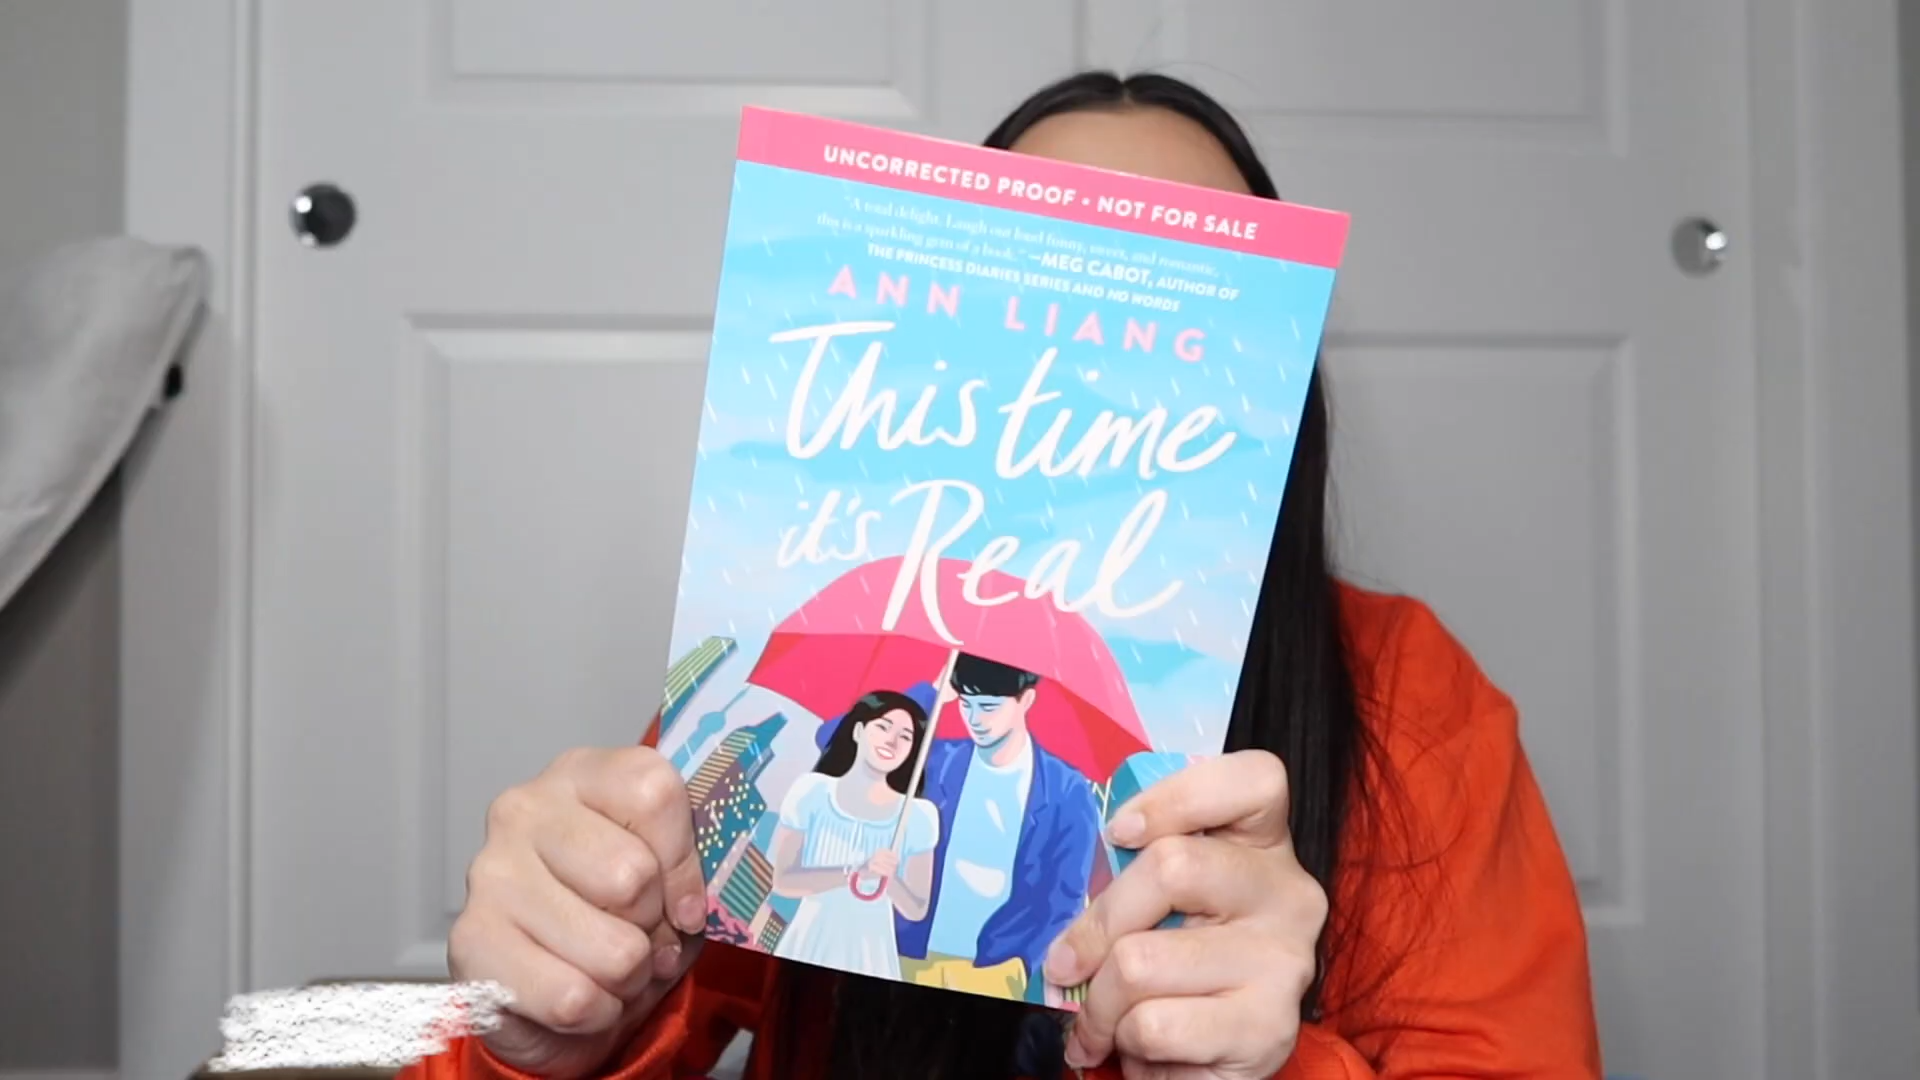 UNCORRECTED PROOF • NOT FOR SALE
"A total delight. Laugh out loud funny, sweet, and romantic,
this is a sparkling gem of a book." —MEG CABOT, AUTHOR OF
THE PRINCESS DIARIES SERIES AND NO WORDS
ANN LIANG
This time
it's Real